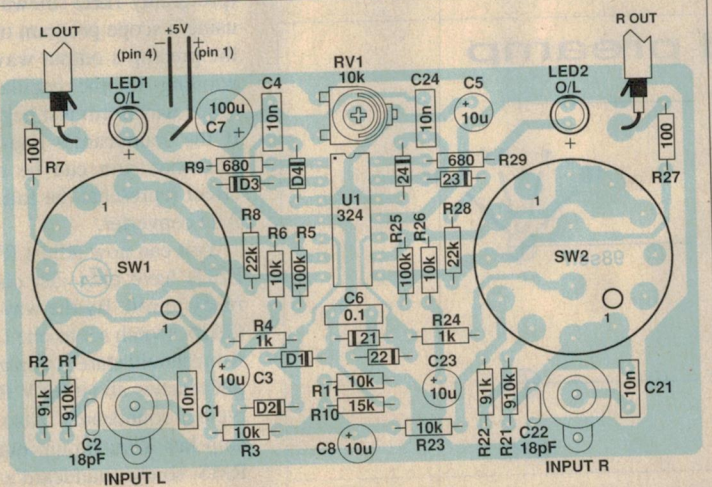 L OUT
+5V
R OUT
− +
(pin 4) (pin 1)
LED1
O/L
C4
RV1
10k
C24
C5
LED2
O/L
100u
C7 +
10n
10n
+
10u
100
R7
+
+
100
R27
R9 680
D3
D4
24
680 R29
23
U1
324
1
SW1
1
1
SW2
1
R8
22k
R6
10k
R5
100k
R25
100k
R26
10k
R28
22k
C6
0.1
R4
1k
21
R24
1k
D1
22
R2
91k
R1
910k
+
10u C3
10k
R11
15k
R10
C23
+
10u
91k
R22
910k
R21
10n
C21
10n
C1
D2
C2
18pF
10k
R3
C8
+
10u
10k
R23
C22
18pF
INPUT L
INPUT R